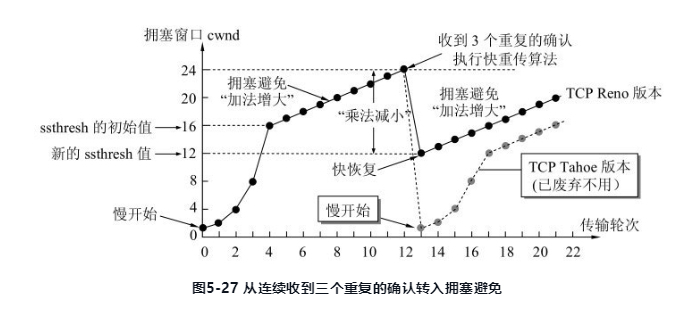 拥塞窗口 cwnd
收到 3 个重复的确认
执行快重传算法
24
20
16
12
8
4
0
拥塞避免
“加法增大”
“乘法减小”
拥塞避免
“加法增大”
TCP Reno 版本
ssthresh 的初始值
新的 ssthresh 值
慢开始
快恢复
慢开始
TCP Tahoe 版本
(已废弃不用)
传输轮次
0 2 4 6 8 10 12 14 16 18 20 22
图5-27 从连续收到三个重复的确认转入拥塞避免